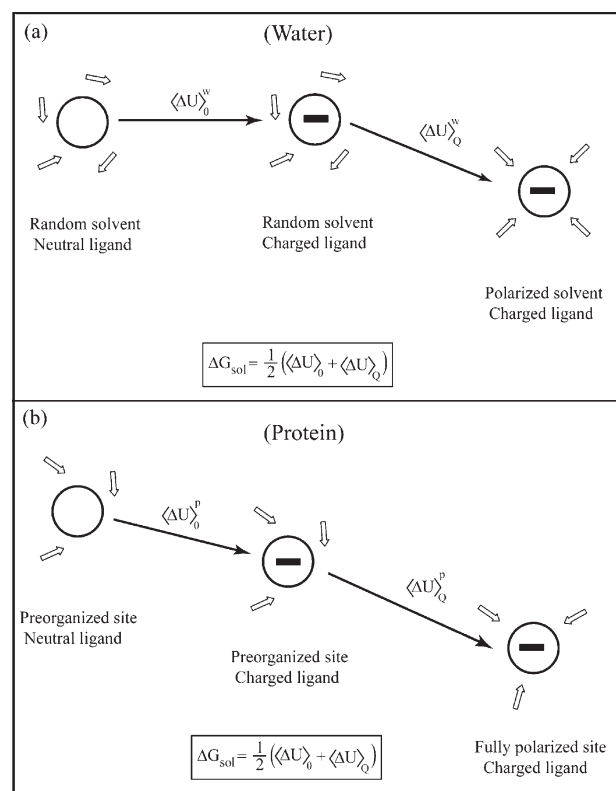 (a)
(Water)
⟨ΔU⟩₀ʷ
⟨ΔU⟩_Qʷ
Random solvent
Neutral ligand
Random solvent
Charged ligand
Polarized solvent
Charged ligand
ΔG_sol = 1/2 (⟨ΔU⟩₀ + ⟨ΔU⟩_Q)
(b)
(Protein)
⟨ΔU⟩₀ᵖ
⟨ΔU⟩_Qᵖ
Preorganized site
Neutral ligand
Preorganized site
Charged ligand
Fully polarized site
Charged ligand
ΔG_sol = 1/2 (⟨ΔU⟩₀ + ⟨ΔU⟩_Q)